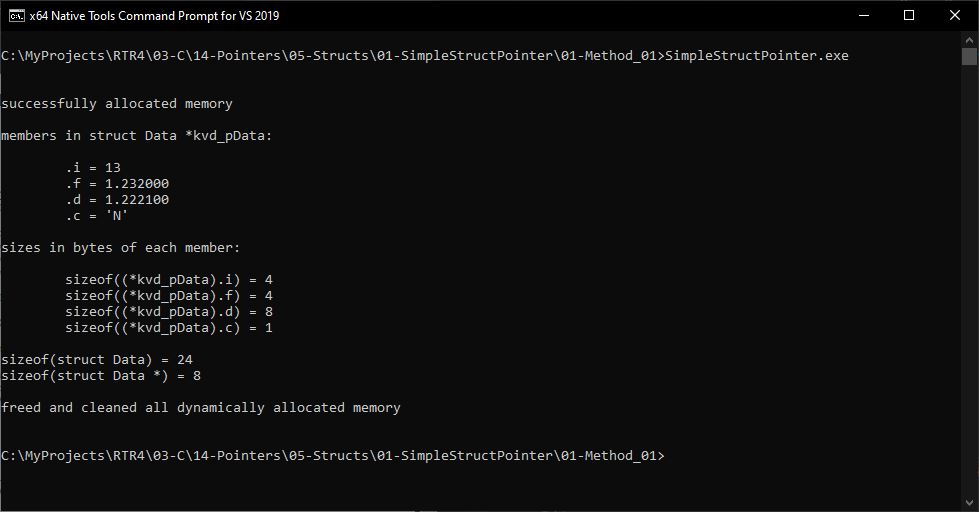 x64 Native Tools Command Prompt for VS 2019
C:\MyProjects\RTR4\03-C\14-Pointers\05-Structs\01-SimpleStructPointer\01-Method_01>SimpleStructPointer.exe
successfully allocated memory
members in struct Data *kvd_pData:
.i = 13
.f = 1.232000
.d = 1.222100
.c = 'N'
sizes in bytes of each member:
sizeof((*kvd_pData).i) = 4
sizeof((*kvd_pData).f) = 4
sizeof((*kvd_pData).d) = 8
sizeof((*kvd_pData).c) = 1
sizeof(struct Data) = 24
sizeof(struct Data *) = 8
freed and cleaned all dynamically allocated memory
C:\MyProjects\RTR4\03-C\14-Pointers\05-Structs\01-SimpleStructPointer\01-Method_01>